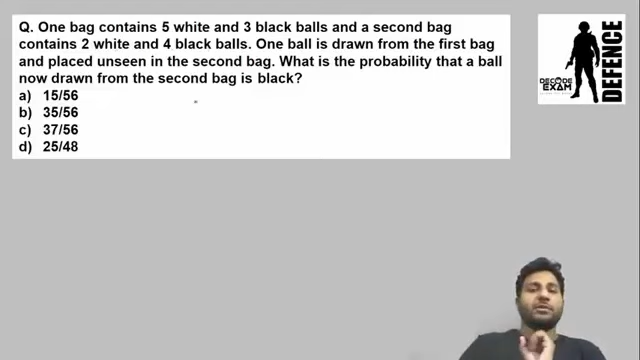 Q. One bag contains 5 white and 3 black balls and a second bag
contains 2 white and 4 black balls. One ball is drawn from the first bag
and placed unseen in the second bag. What is the probability that a ball
now drawn from the second bag is black?
a) 15/56
b) 35/56
c) 37/56
d) 25/48
DECODE
EXAM
DEFENCE